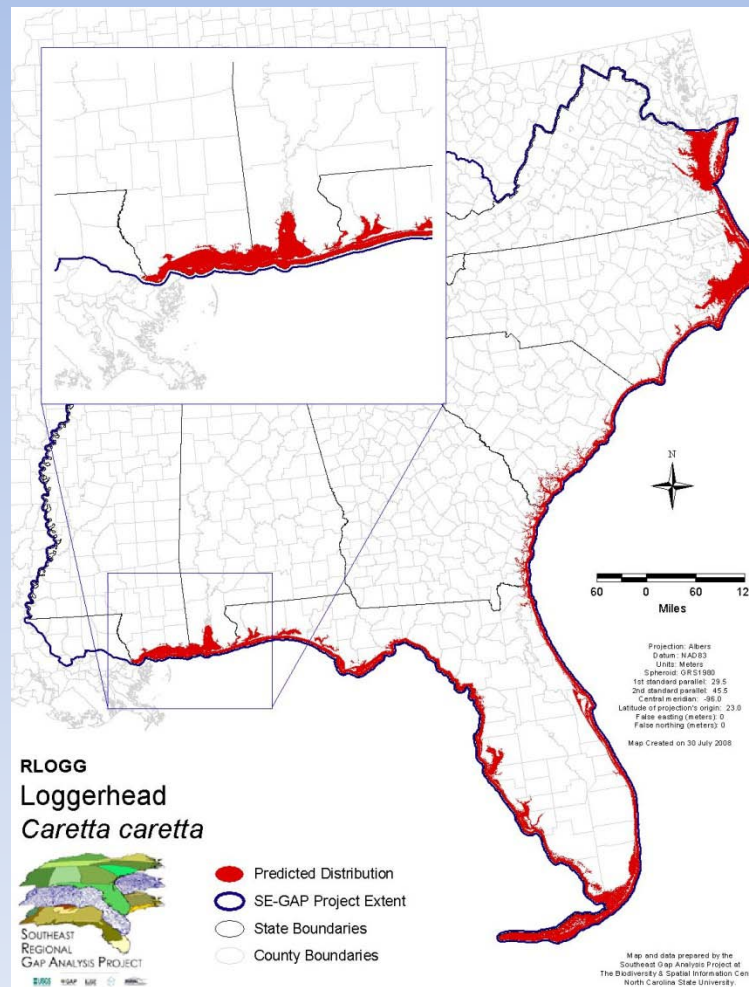 N
60 0 60 12
Miles
Projection: Albers
Datum: NAD83
Units: Meters
Spheroid: GRS1980
1st standard parallel: 29.5
2nd standard parallel: 45.5
Central meridian: -96.0
Latitude of projection's origin: 23.0
False easting (meters): 0
False northing (meters): 0
Map Created on 30 July 2008
RLOGG
Loggerhead
Caretta caretta
Predicted Distribution
SE-GAP Project Extent
State Boundaries
County Boundaries
SOUTHEAST
REGIONAL
GAP ANALYSIS PROJECT
USGS
GAP
Map and data prepared by the
Southeast Gap Analysis Project at
The Biodiversity & Spatial Information Cen
North Carolina State University.